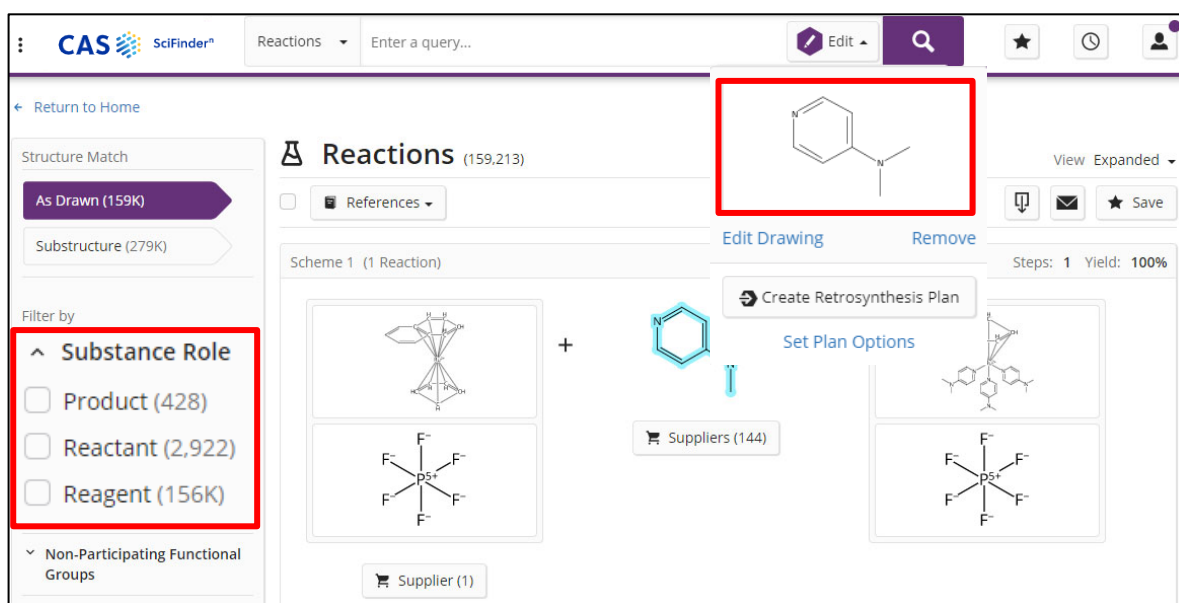 CAS SciFinderⁿ
Reactions
Enter a query...
Edit
Return to Home
N
N
Edit Drawing
Remove
Create Retrosynthesis Plan
Set Plan Options
Structure Match
As Drawn (159K)
Substructure (279K)
Filter by
Substance Role
Product (428)
Reactant (2,922)
Reagent (156K)
Non-Participating Functional
Groups
Reactions (159,213)
View Expanded
References
Save
Scheme 1 (1 Reaction)
Steps: 1 Yield: 100%
+
N
N
F⁻
F⁻ F⁻
P⁵⁺
F⁻ F⁻
F⁻
Suppliers (144)
F⁻
F⁻ F⁻
P⁵⁺
F⁻ F⁻
F⁻
Supplier (1)